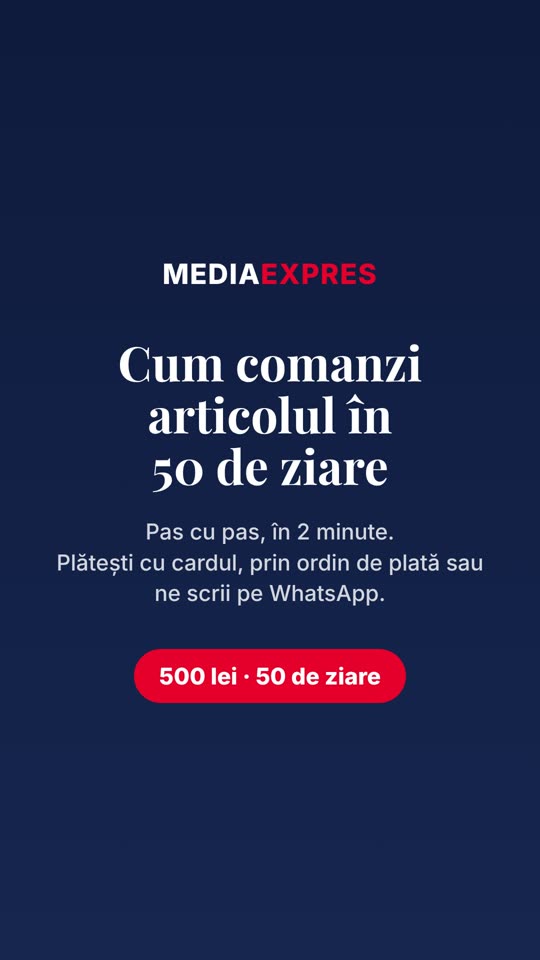 MEDIAEXPRES
Cum comanzi
articolul în
50 de ziare
Pas cu pas, în 2 minute.
Plătești cu cardul, prin ordin de plată sau
ne scrii pe WhatsApp.
500 lei · 50 de ziare